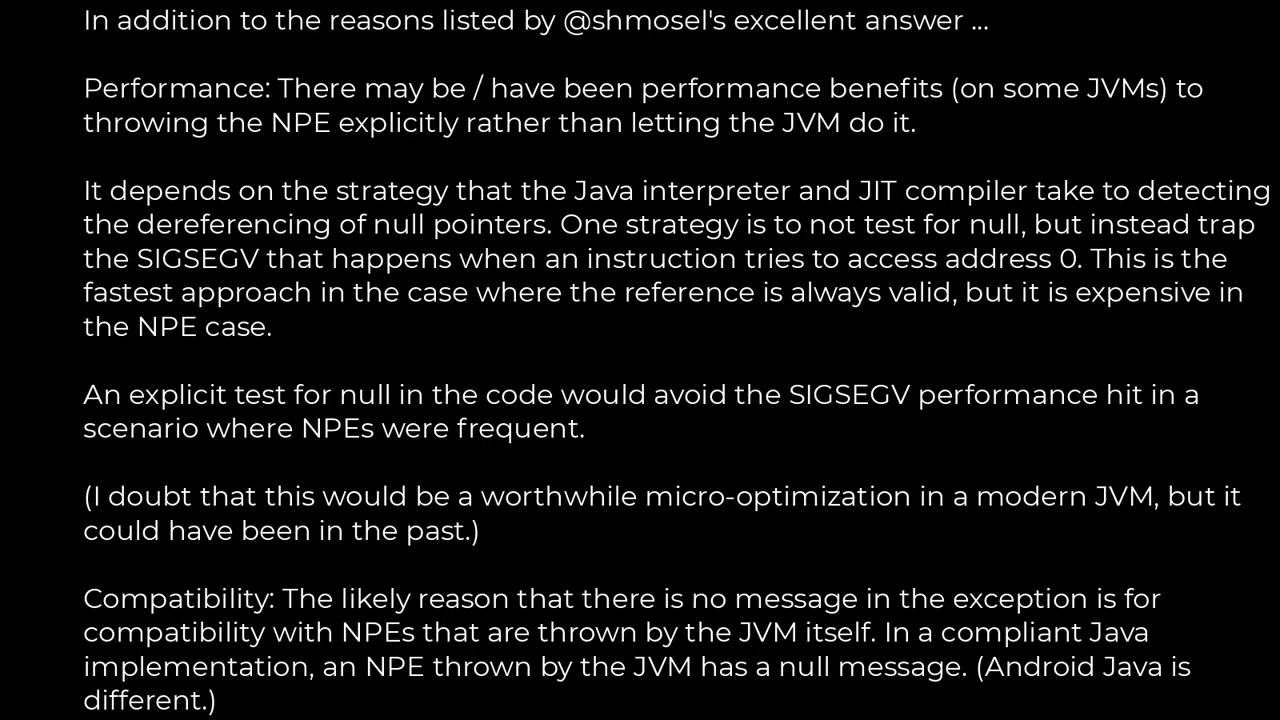 In addition to the reasons listed by @shmosel's excellent answer ...
Performance: There may be / have been performance benefits (on some JVMs) to
throwing the NPE explicitly rather than letting the JVM do it.
It depends on the strategy that the Java interpreter and JIT compiler take to detecting
the dereferencing of null pointers. One strategy is to not test for null, but instead trap
the SIGSEGV that happens when an instruction tries to access address 0. This is the
fastest approach in the case where the reference is always valid, but it is expensive in
the NPE case.
An explicit test for null in the code would avoid the SIGSEGV performance hit in a
scenario where NPEs were frequent.
(I doubt that this would be a worthwhile micro-optimization in a modern JVM, but it
could have been in the past.)
Compatibility: The likely reason that there is no message in the exception is for
compatibility with NPEs that are thrown by the JVM itself. In a compliant Java
implementation, an NPE thrown by the JVM has a null message. (Android Java is
different.)